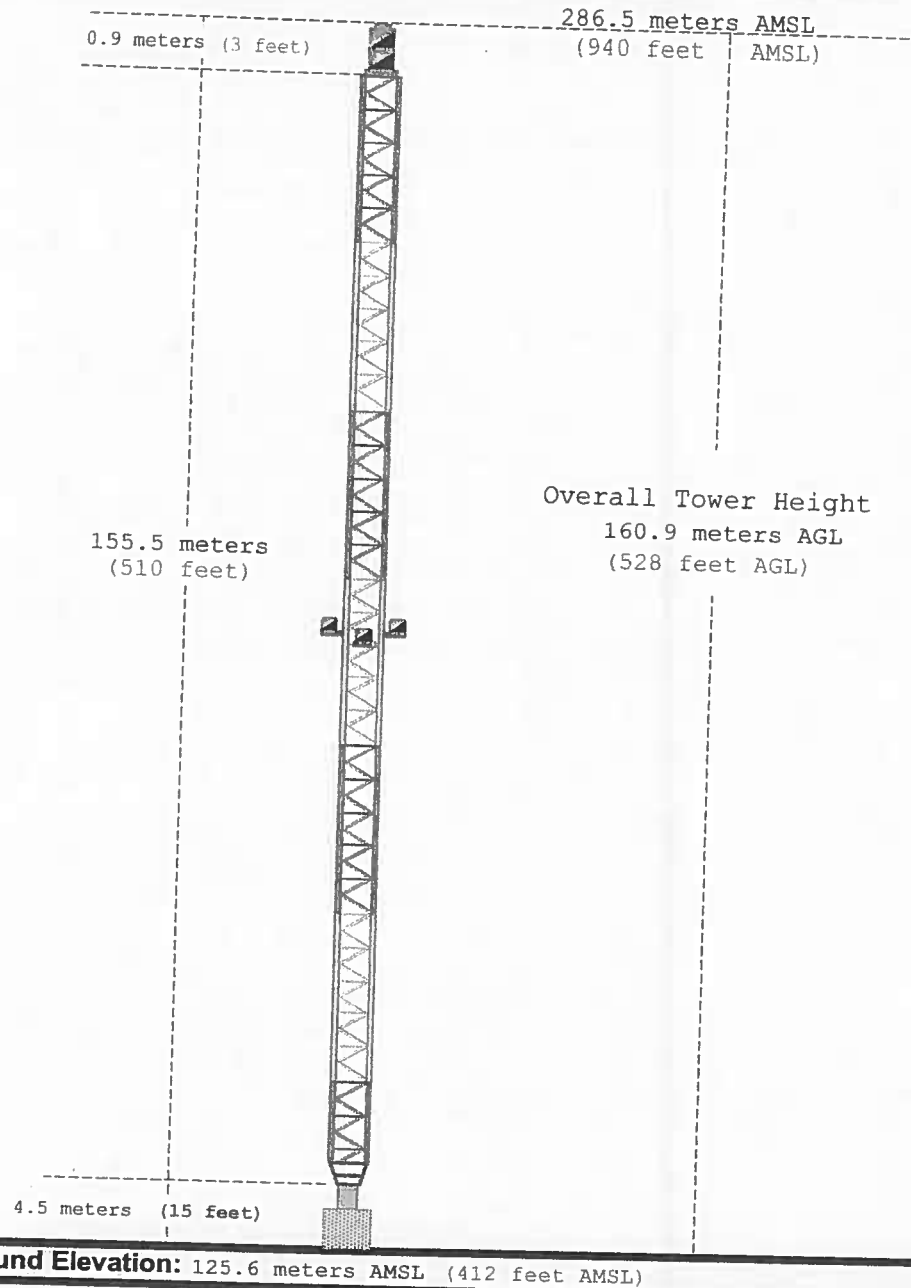 286.5 meters AMSL
0.9 meters (3 feet)
(940 feet AMSL)
Overall Tower Height
160.9 meters AGL
(528 feet AGL)
155.5 meters
(510 feet)
4.5 meters (15 feet)
und Elevation: 125.6 meters AMSL (412 feet AMSL)